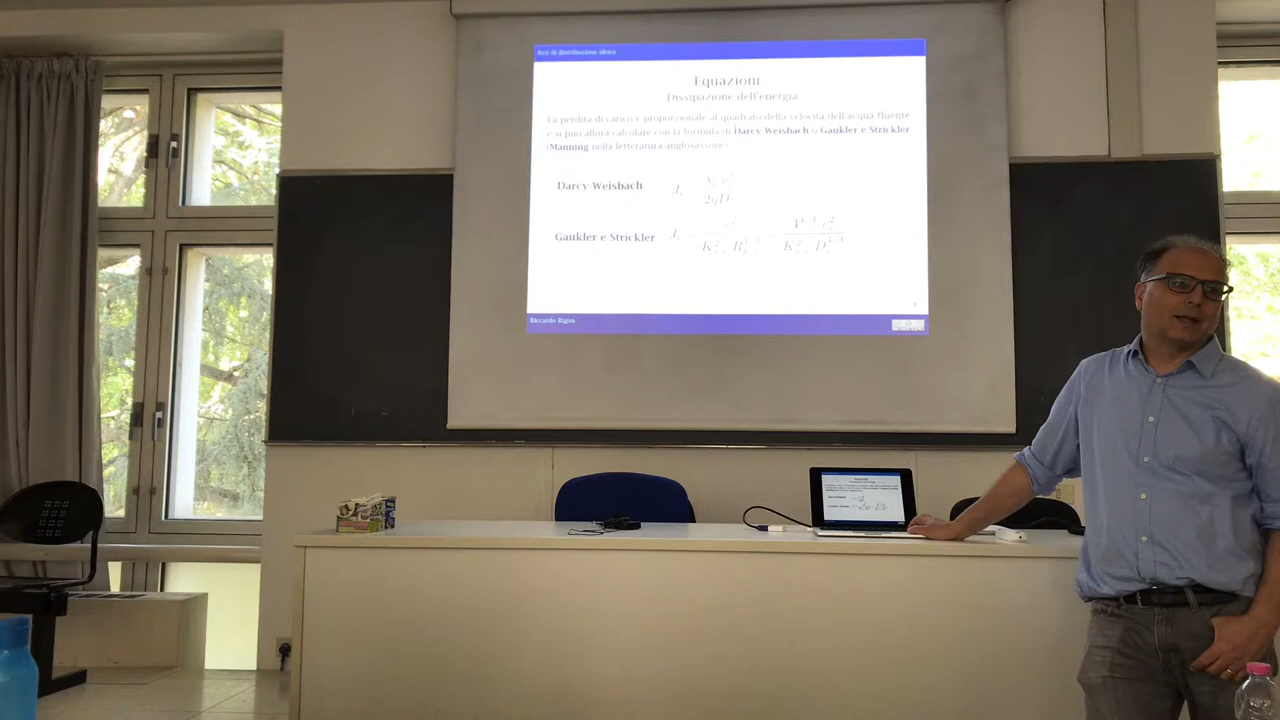 Reti di distribuzione idrica
Equazioni
Dissipazione dell'energia
La perdita di carico è proporzionale al quadrato della velocità dell'acqua fluente
e si può allora calcolare con la formula di Darcy-Weisbach o Gaukler e Strickler
(Manning nella letteratura anglosassone)
Darcy-Weisbach
2gD
Gaukler e Strickler
Riccardo Rigon